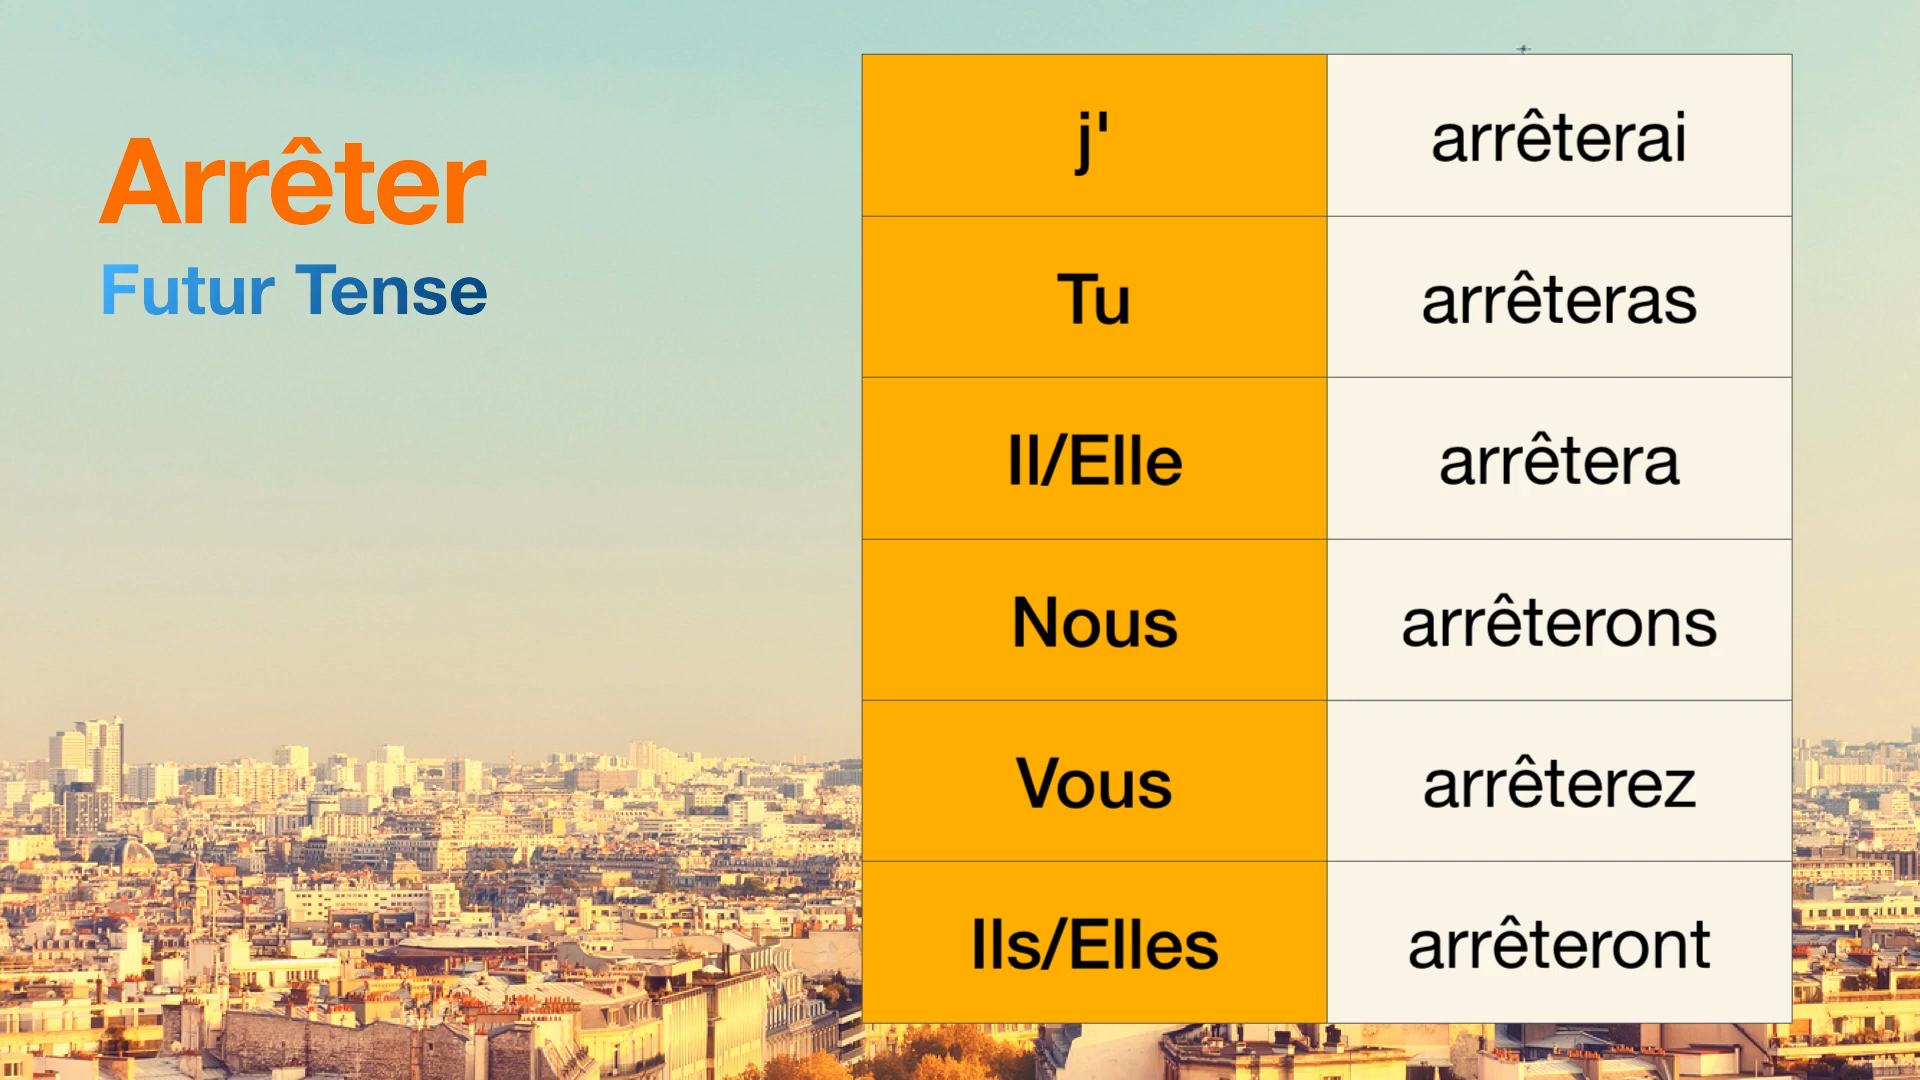 Arrêter
Futur Tense
j' arrêterai
Tu arrêteras
Il/Elle arrêtera
Nous arrêterons
Vous arrêterez
Ils/Elles arrêteront